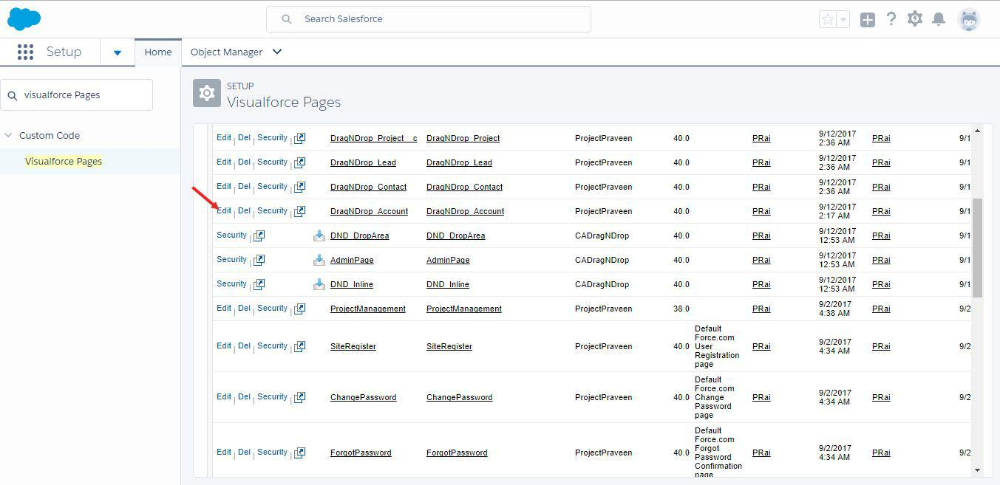 Search Salesforce
Setup
Home
Object Manager
visualforce Pages
Custom Code
Visualforce Pages
SETUP
Visualforce Pages
Edit | Del | Security | DragNDrop_Project__c DragNDrop_Project ProjectPraveen 40.0 PRai 9/12/2017 2:36 AM PRai 9/1
Edit | Del | Security | DragNDrop_Lead DragNDrop_Lead ProjectPraveen 40.0 PRai 9/12/2017 2:36 AM PRai 9/1
Edit | Del | Security | DragNDrop_Contact DragNDrop_Contact ProjectPraveen 40.0 PRai 9/12/2017 2:36 AM PRai 9/1
Edit | Del | Security | DragNDrop_Account DragNDrop_Account ProjectPraveen 40.0 PRai 9/12/2017 2:17 AM PRai 9/1
Security | DND_DropArea DND_DropArea CADragNDrop 40.0 PRai 9/12/2017 12:53 AM PRai 9/1
Security | AdminPage AdminPage CADragNDrop 40.0 PRai 9/12/2017 12:53 AM PRai 9/1
Security | DND_Inline DND_Inline CADragNDrop 40.0 PRai 9/12/2017 12:53 AM PRai 9/1
Edit | Del | Security | ProjectManagement ProjectManagement ProjectPraveen 38.0 PRai 9/2/2017 4:38 AM PRai 9/2
Edit | Del | Security | SiteRegister SiteRegister ProjectPraveen 40.0 Default Force.com User Registration page PRai 9/2/2017 4:34 AM PRai 9/2
Edit | Del | Security | ChangePassword ChangePassword ProjectPraveen 40.0 Default Force.com Change Password page PRai 9/2/2017 4:34 AM PRai 9/2
Edit | Del | Security | ForgotPassword ForgotPassword ProjectPraveen 40.0 Default Force.com Forgot Password Confirmation page PRai 9/2/2017 4:34 AM PRai 9/2